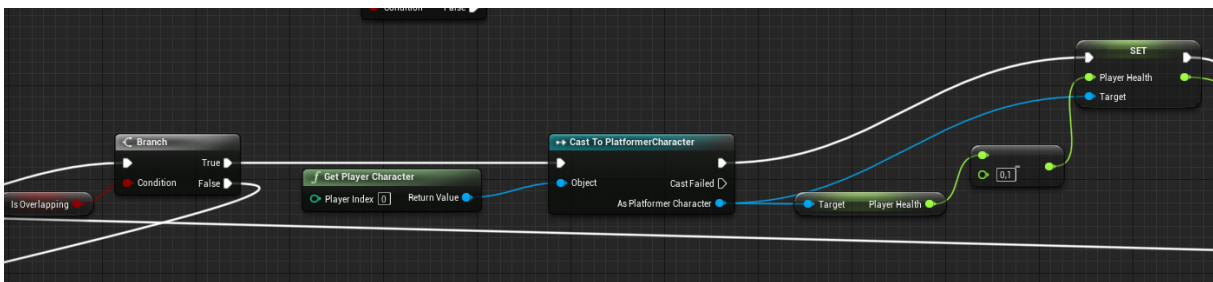 Condition False
SET
Player Health
Target
Branch
True
Condition
False
Is Overlapping
f Get Player Character
Player Index 0
Return Value
Cast To PlatformerCharacter
Object
Cast Failed
As Platformer Character
Target Player Health
0,1